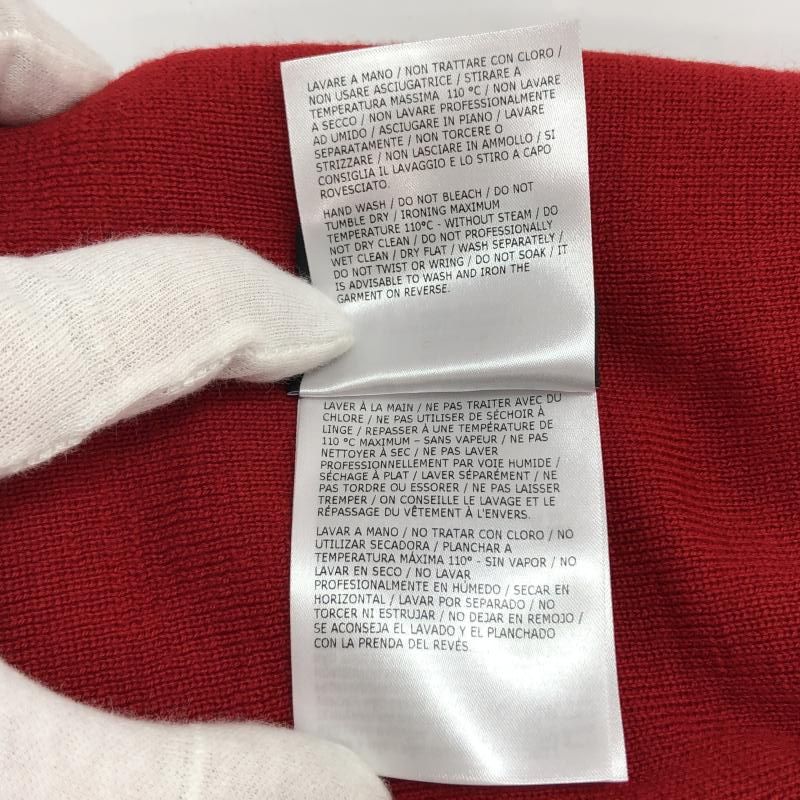 LAVARE A MANO / NON TRATTARE CON CLORO /
NON USARE ASCIUGATRICE / STIRARE A
TEMPERATURA MASSIMA 110 °C / NON LAVARE
A SECCO / NON LAVARE PROFESSIONALMENTE
AD UMIDO / ASCIUGARE IN PIANO / LAVARE
SEPARATAMENTE / NON TORCERE O
STRIZZARE / NON LASCIARE IN AMMOLLO / SI
CONSIGLIA IL LAVAGGIO E LO STIRO A CAPO
ROVESCIATO.
HAND WASH / DO NOT BLEACH / DO NOT
TUMBLE DRY / IRONING MAXIMUM
TEMPERATURE 110°C - WITHOUT STEAM / DO
NOT DRY CLEAN / DO NOT PROFESSIONALLY
WET CLEAN / DRY FLAT / WASH SEPARATELY /
DO NOT TWIST OR WRING / DO NOT SOAK / IT
IS ADVISABLE TO WASH AND IRON THE
GARMENT ON REVERSE.
LAVER À LA MAIN / NE PAS TRAITER AVEC DU
CHLORE / NE PAS UTILISER DE SÉCHOIR À
LINGE / REPASSER À UNE TEMPÉRATURE DE
110 °C MAXIMUM – SANS VAPEUR / NE PAS
NETTOYER À SEC / NE PAS LAVER
PROFESSIONNELLEMENT PAR VOIE HUMIDE /
SÉCHAGE À PLAT / LAVER SÉPARÉMENT / NE
PAS TORDRE OU ESSORER / NE PAS LAISSER
TREMPER / ON CONSEILLE LE LAVAGE ET LE
RÉPASSAGE DU VÊTEMENT À L'ENVERS.
LAVAR A MANO / NO TRATAR CON CLORO / NO
UTILIZAR SECADORA / PLANCHAR A
TEMPERATURA MÁXIMA 110° - SIN VAPOR / NO
LAVAR EN SECO / NO LAVAR
PROFESIONALMENTE EN HÚMEDO / SECAR EN
HORIZONTAL / LAVAR POR SEPARADO / NO
TORCER NI ESTRUJAR / NO DEJAR EN REMOJO /
SE ACONSEJA EL LAVADO Y EL PLANCHADO
CON LA PRENDA DEL REVÉS